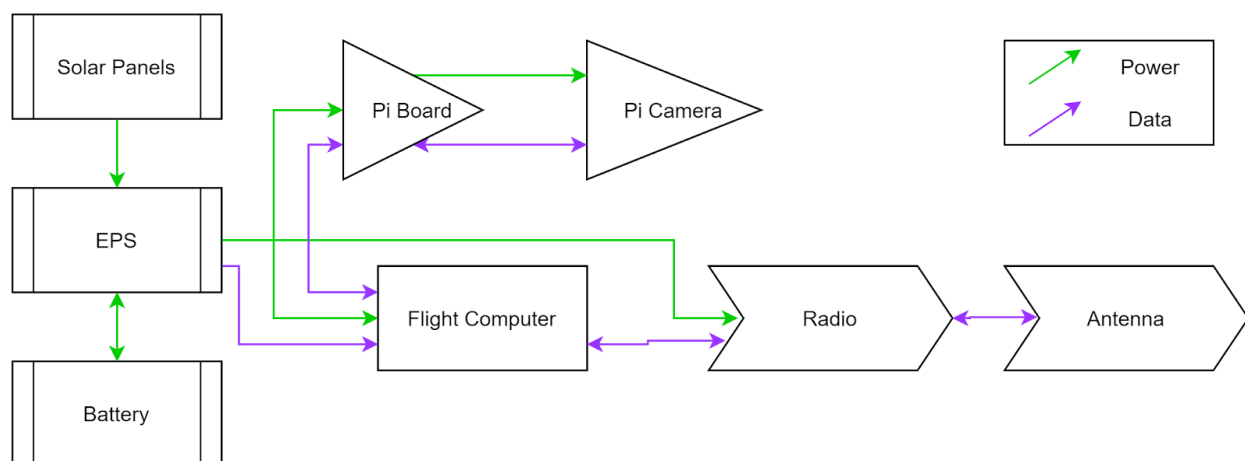 Solar Panels
Pi Board
Pi Camera
Power
Data
EPS
Flight Computer
Radio
Antenna
Battery